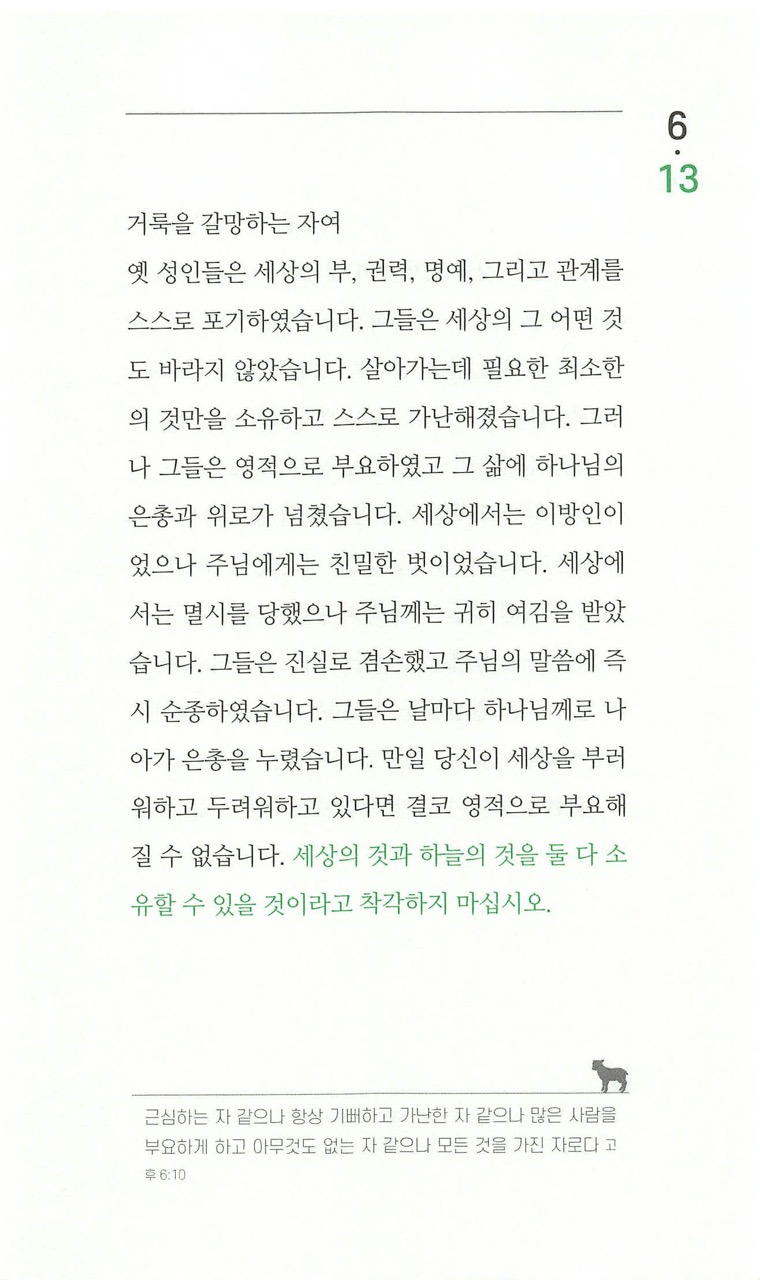 6
·
13
거룩을 갈망하는 자여
옛 성인들은 세상의 부, 권력, 명예, 그리고 관계를
스스로 포기하였습니다. 그들은 세상의 그 어떤 것
도 바라지 않았습니다. 살아가는데 필요한 최소한
의 것만을 소유하고 스스로 가난해졌습니다. 그러
나 그들은 영적으로 부요하였고 그 삶에 하나님의
은총과 위로가 넘쳤습니다. 세상에서는 이방인이
었으나 주님에게는 친밀한 벗이었습니다. 세상에
서는 멸시를 당했으나 주님께는 귀히 여김을 받았
습니다. 그들은 진실로 겸손했고 주님의 말씀에 즉
시 순종하였습니다. 그들은 날마다 하나님께로 나
아가 은총을 누렸습니다. 만일 당신이 세상을 부러
워하고 두려워하고 있다면 결코 영적으로 부요해
질 수 없습니다. 세상의 것과 하늘의 것을 둘 다 소
유할 수 있을 것이라고 착각하지 마십시오.
근심하는 자 같으나 항상 기뻐하고 가난한 자 같으나 많은 사람을
부요하게 하고 아무것도 없는 자 같으나 모든 것을 가진 자로다 고
후 6:10